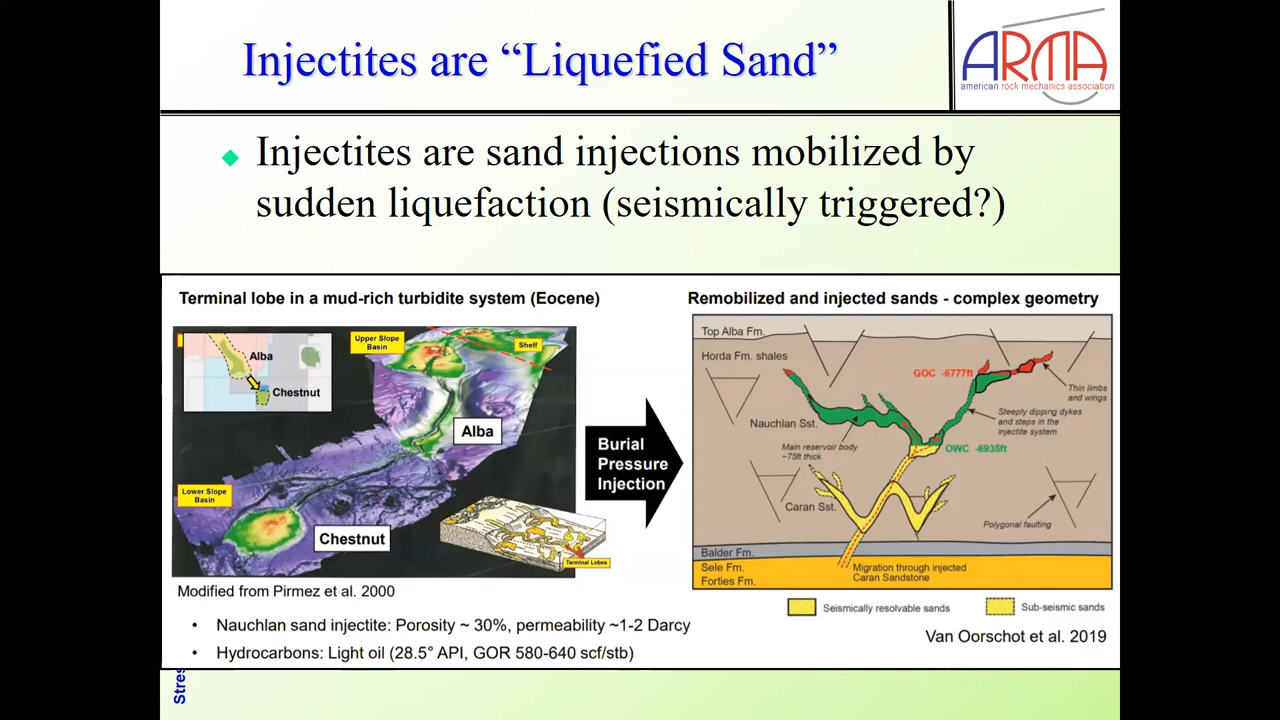 Injectites are “Liquefied Sand”
ARMA
american rock mechanics association
Injectites are sand injections mobilized by
sudden liquefaction (seismically triggered?)
Terminal lobe in a mud-rich turbidite system (Eocene)
Upper Slope
Basin
Shelf
Alba
Chestnut
Alba
Lower Slope
Basin
Chestnut
Terminal Lobes
Modified from Pirmez et al. 2000
Burial
Pressure
Injection
Remobilized and injected sands - complex geometry
Top Alba Fm.
Horda Fm. shales
GOC -6777ft
Thin limbs
and wings
Steeply dipping dykes
and steps in the
injectite system
Nauchlan Sst.
Main reservoir body
~75ft thick
OWC -6935ft
Caran Sst.
Polygonal faulting
Balder Fm.
Sele Fm.
Forties Fm.
Migration through injected
Caran Sandstone
Seismically resolvable sands
Sub-seismic sands
Van Oorschot et al. 2019
• Nauchlan sand injectite: Porosity ~ 30%, permeability ~1-2 Darcy
• Hydrocarbons: Light oil (28.5° API, GOR 580-640 scf/stb)
Stres